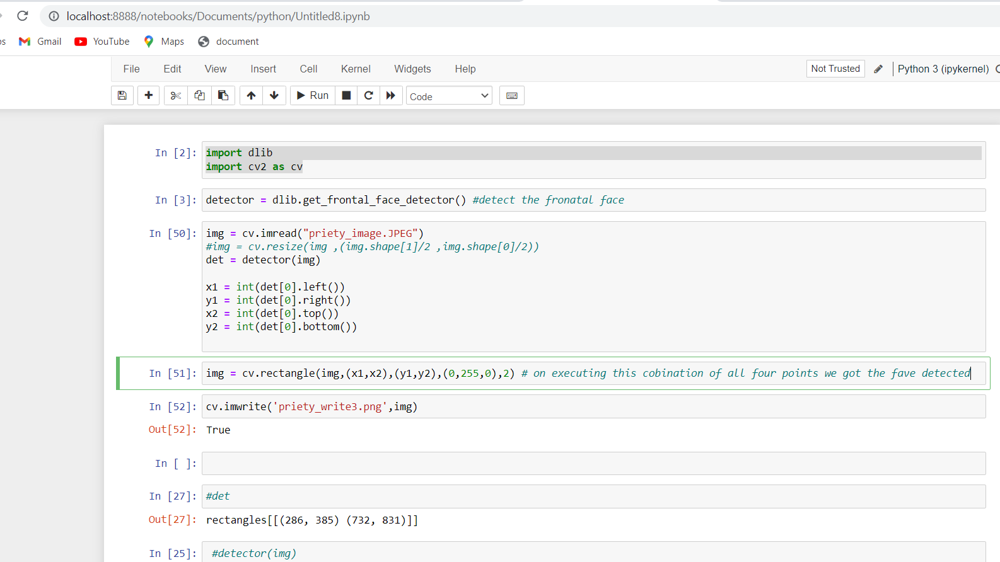 localhost:8888/notebooks/Documents/python/Untitled8.ipynb
Gmail YouTube Maps document
File Edit View Insert Cell Kernel Widgets Help Not Trusted Python 3 (ipykernel)
Run Code
In [2]: import dlib
import cv2 as cv
In [3]: detector = dlib.get_frontal_face_detector() #detect the fronatal face
In [50]: img = cv.imread("priety_image.JPEG")
#img = cv.resize(img ,(img.shape[1]/2 ,img.shape[0]/2))
det = detector(img)
x1 = int(det[0].left())
y1 = int(det[0].right())
x2 = int(det[0].top())
y2 = int(det[0].bottom())
In [51]: img = cv.rectangle(img,(x1,x2),(y1,y2),(0,255,0),2) # on executing this cobination of all four points we got the fave detected
In [52]: cv.imwrite('priety_write3.png',img)
Out[52]: True
In [ ]:
In [27]: #det
Out[27]: rectangles[[(286, 385) (732, 831)]]
In [25]: #detector(img)